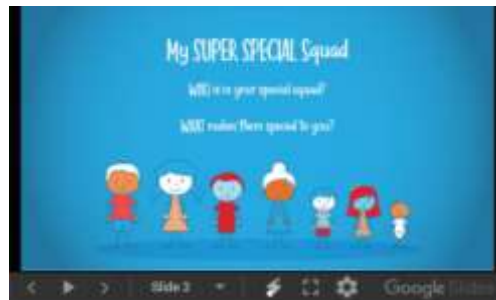 My SUPER SPECIAL Squad
WHO is in your special squad?
WHAT makes them special to you?
Slide 3
Google Slides